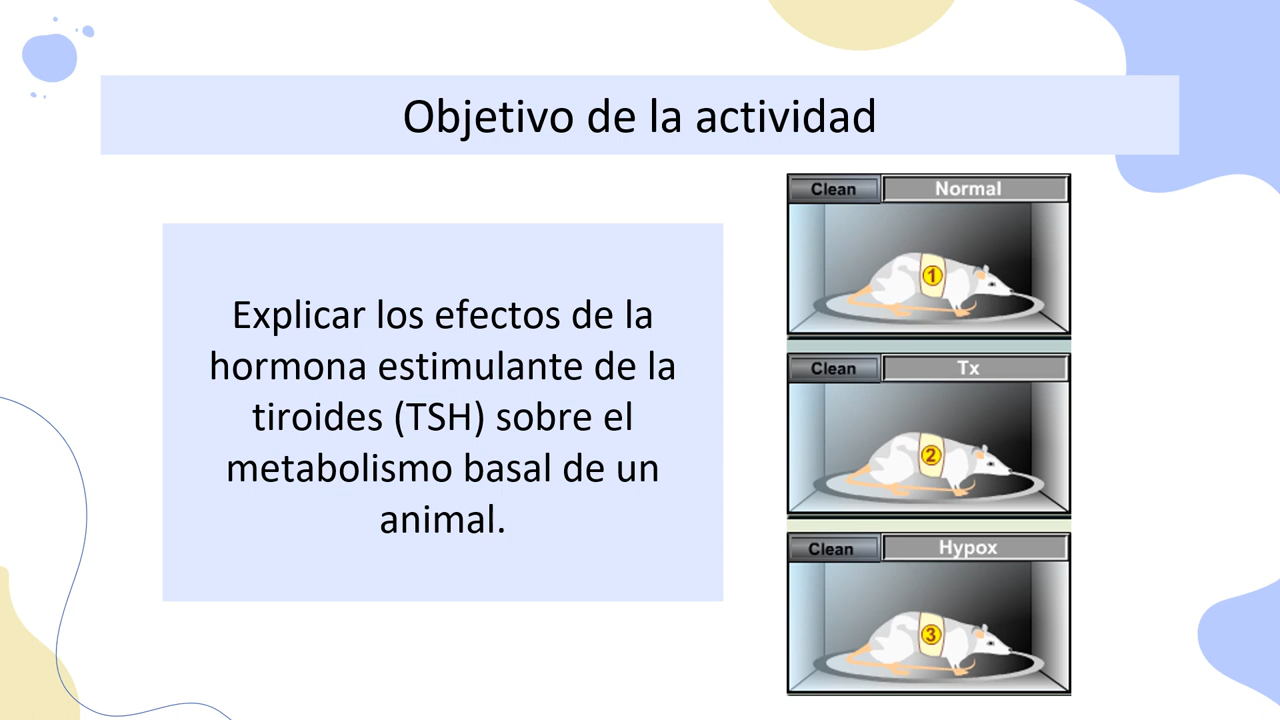 Objetivo de la actividad
Explicar los efectos de la
hormona estimulante de la
tiroides (TSH) sobre el
metabolismo basal de un
animal.
Clean Normal
1
Clean Tx
2
Clean Hypox
3